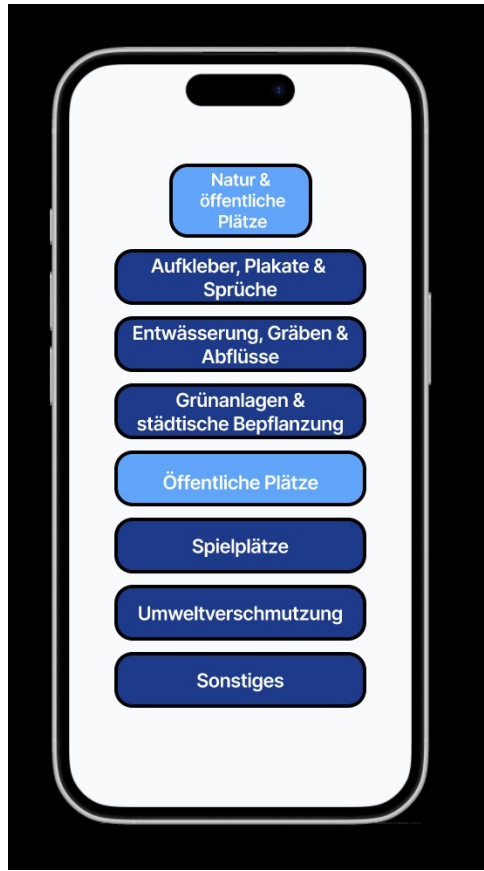 Natur &
öffentliche
Plätze
Aufkleber, Plakate &
Sprüche
Entwässerung, Gräben &
Abflüsse
Grünanlagen &
städtische Bepflanzung
Öffentliche Plätze
Spielplätze
Umweltverschmutzung
Sonstiges